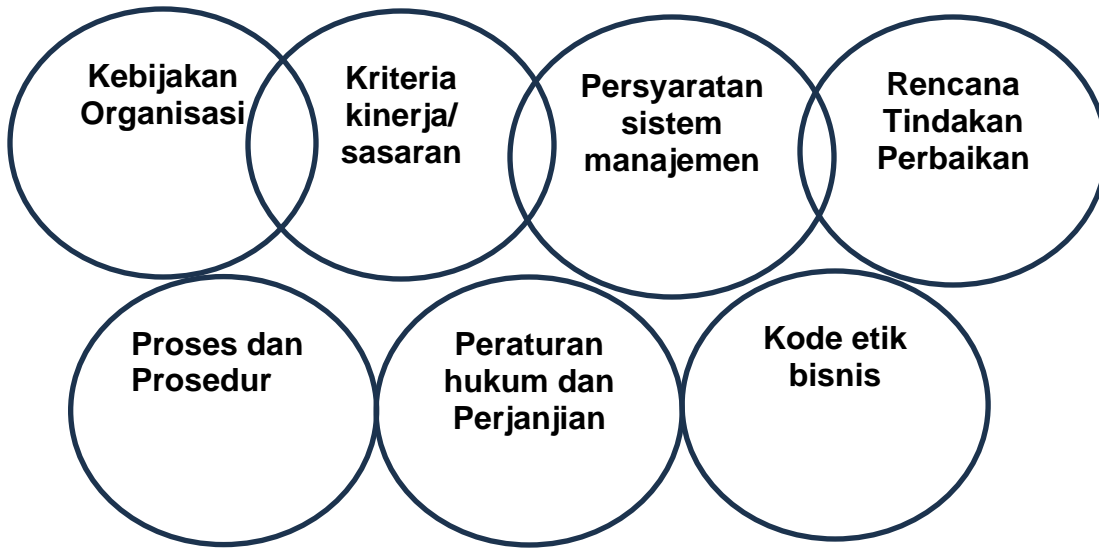 Kebijakan
Organisasi
Kriteria
kinerja/
sasaran
Persyaratan
sistem
manajemen
Rencana
Tindakan
Perbaikan
Proses dan
Prosedur
Peraturan
hukum dan
Perjanjian
Kode etik
bisnis